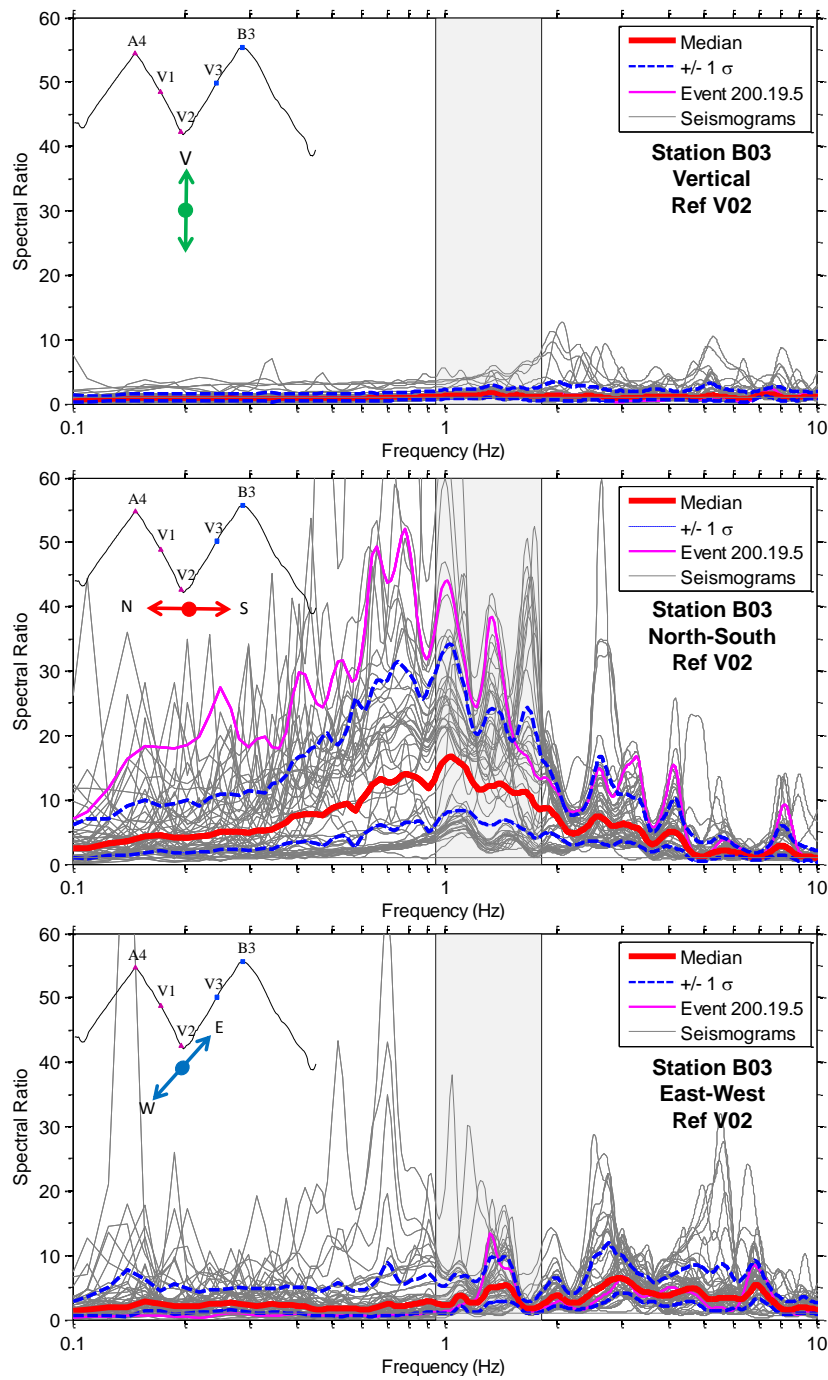 60
50
40
30
20
10
0
Spectral Ratio
A4
V1
V2
V3
B3
V
Median
+/- 1 σ
Event 200.19.5
Seismograms
Station B03
Vertical
Ref V02
0.1
1
10
Frequency (Hz)
60
50
40
30
20
10
0
Spectral Ratio
A4
V1
V2
V3
B3
N
S
Median
+/- 1 σ
Event 200.19.5
Seismograms
Station B03
North-South
Ref V02
0.1
1
10
Frequency (Hz)
60
50
40
30
20
10
0
Spectral Ratio
A4
V1
V2
V3
B3
E
W
Median
+/- 1 σ
Event 200.19.5
Seismograms
Station B03
East-West
Ref V02
0.1
1
10
Frequency (Hz)